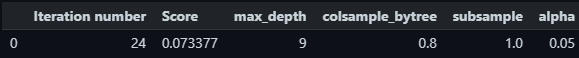 Iteration number Score max_depth colsample_bytree subsample alpha
0 24 0.073377 9 0.8 1.0 0.05